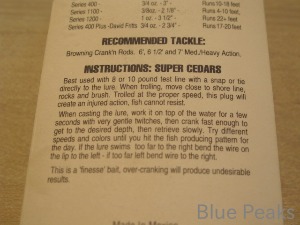 Series 400 - 3/4 oz. - 3" - Runs 10-18 feet
Series 1100 - 3/8oz. - 2 1/8" - Runs 4-10 feet,
Series 1200 - 1 oz - 3 1/2" - Runs 22+ feet
Series 400 Plus -David Fritts - 3/4 oz. - 2 3/4" - Runs 17-20 feet
RECOMMENDED TACKLE:
Browning Crank'n Rods. 6', 6 1/2' and 7' Med./Heavy Action.
INSTRUCTIONS: SUPER CEDARS
Best used with 8 or 10 pound test line with a snap or tie
directly to the lure. When trolling, move close to shore line,
rocks and brush. Trolled at the proper speed, this plug will
create an injured action, fish cannot resist.
When casting the lure, work it on top of the water for a few
seconds with very gentle twitches, then crank fast enough to
get to the desired depth, then retrieve slowly. Try different
speeds and colors until you hit the fish producing pattern for
the day. If the lure swims too far to the right bend the wire on
the lip to the left - if too far left bend wire to the right.
This is a 'finesse' bait, over-cranking will produce undesirable
results.
Made in Mexico
Blue Peaks